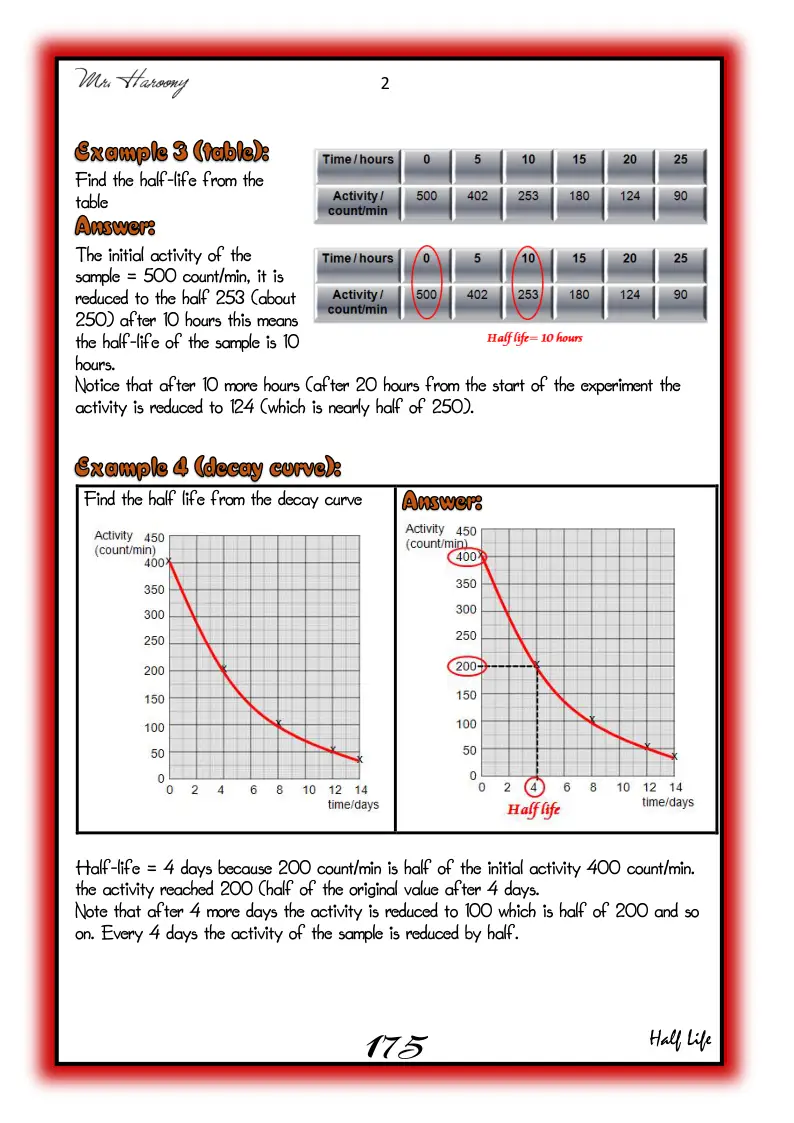 Mr. Haroony
2
Example 3 (table):
Find the half-life from the
table
Time / hours 0 5 10 15 20 25
Activity / count/min 500 402 253 180 124 90
Answer:
The initial activity of the
sample = 500 count/min, it is
reduced to the half 253 (about
250) after 10 hours this means
the half-life of the sample is 10
hours.
Time / hours 0 5 10 15 20 25
Activity / count/min 500 402 253 180 124 90
Half life= 10 hours
Notice that after 10 more hours (after 20 hours from the start of the experiment the
activity is reduced to 124 (which is nearly half of 250).
Example 4 (decay curve):
Find the half life from the decay curve
Activity
(count/min)
450
400
350
300
250
200
150
100
50
0
0 2 4 6 8 10 12 14
time/days
Answer:
Activity
(count/min)
450
400
350
300
250
200
150
100
50
0
0 2 4 6 8 10 12 14
time/days
Half life
Half-life = 4 days because 200 count/min is half of the initial activity 400 count/min.
the activity reached 200 (half of the original value after 4 days.
Note that after 4 more days the activity is reduced to 100 which is half of 200 and so
on. Every 4 days the activity of the sample is reduced by half.
175
Half Life